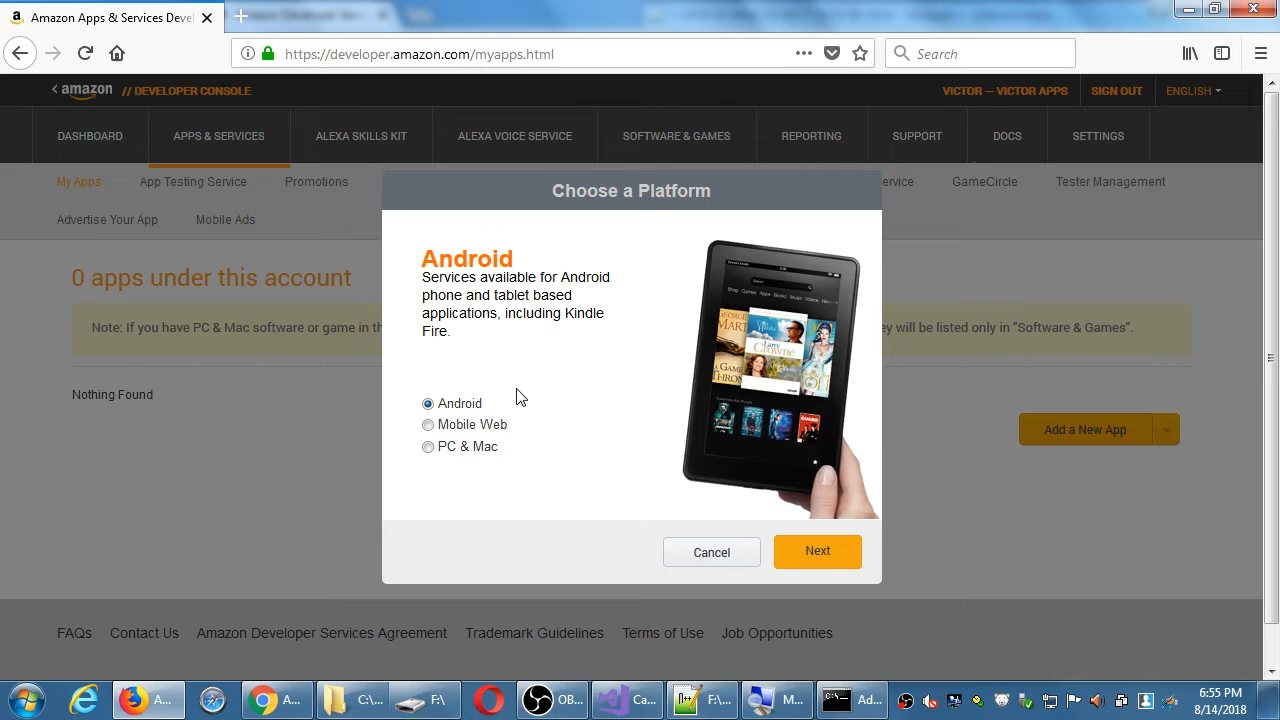 Amazon Apps & Services Devel
https://developer.amazon.com/myapps.html
Search
amazon // DEVELOPER CONSOLE
VICTOR — VICTOR APPS
SIGN OUT
ENGLISH
DASHBOARD
APPS & SERVICES
ALEXA SKILLS KIT
ALEXA VOICE SERVICE
SOFTWARE & GAMES
REPORTING
SUPPORT
DOCS
SETTINGS
My Apps
App Testing Service
Promotions
ervice
GameCircle
Tester Management
Advertise Your App
Mobile Ads
Choose a Platform
0 apps under this account
Note: If you have PC & Mac software or game in th
ey will be listed only in "Software & Games".
Nothing Found
Add a New App
Android
Services available for Android
phone and tablet based
applications, including Kindle
Fire.
Android
Mobile Web
PC & Mac
Larry
Crowne
Cancel
Next
FAQs
Contact Us
Amazon Developer Services Agreement
Trademark Guidelines
Terms of Use
Job Opportunities
A...
A...
C:\...
F:\
OB...
Ca...
F:\...
M...
Ad...
6:55 PM
8/14/2018